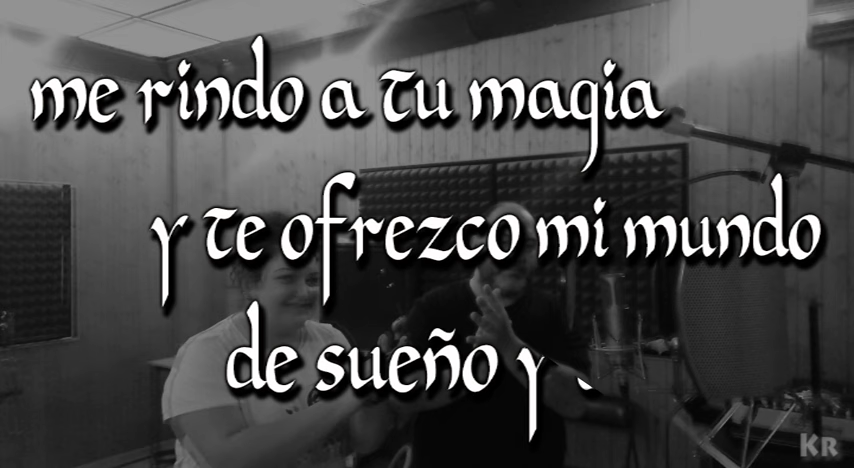 me rindo a tu magia
y te ofrezco mi mundo
de sueño y
KR